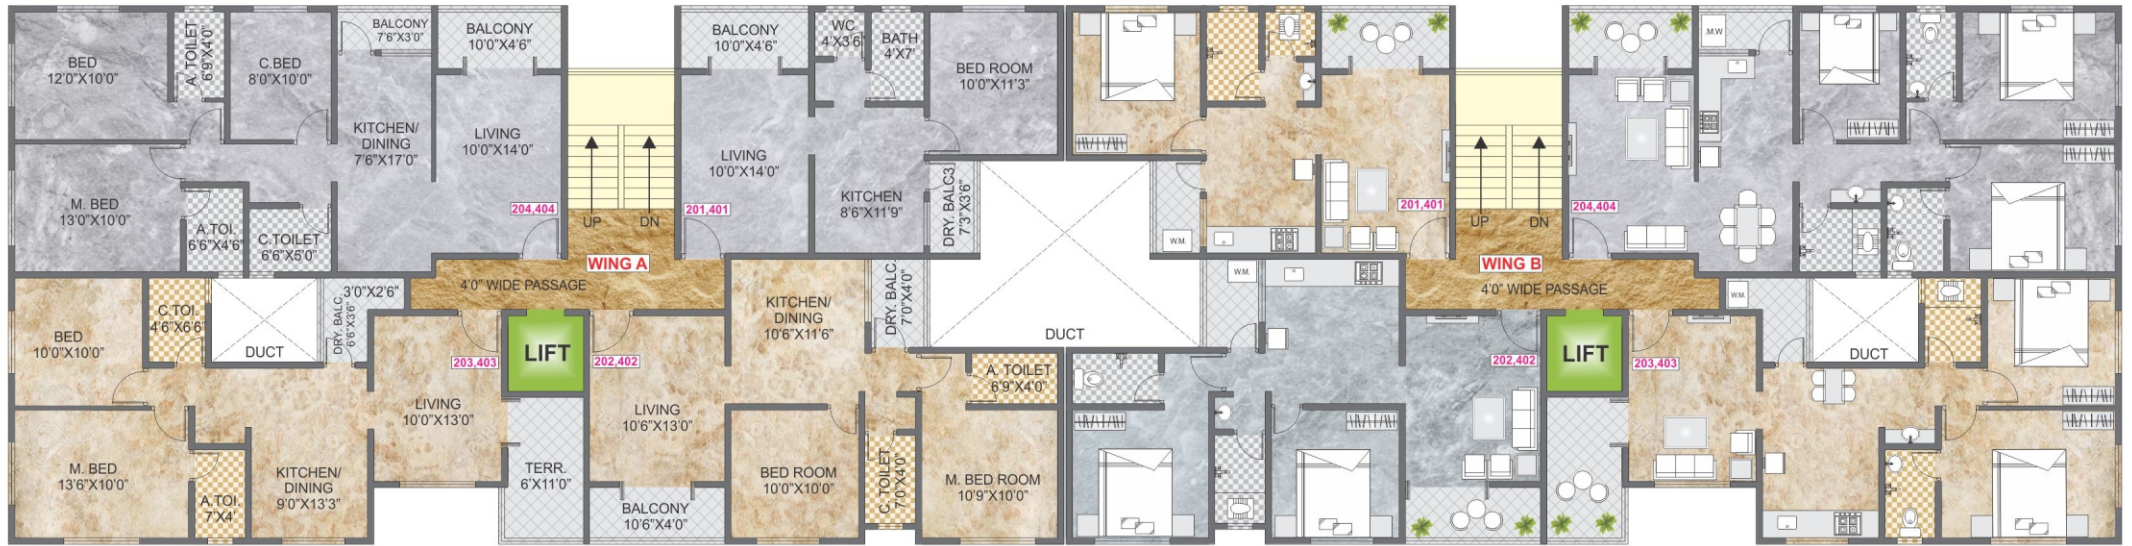 BED
12'0"X10'0"
A. TOILET
6'9"X4'0"
C.BED
8'0"X10'0"
BALCONY
7'6"X3'0"
KITCHEN/
DINING
7'6"X17'0"
BALCONY
10'0"X4'6"
LIVING
10'0"X14'0"
204,404
M. BED
13'0"X10'0"
A.TOI.
6'6"X4'6"
C.TOILET
6'6"X5'0"
UP
DN
WING A
4'0" WIDE PASSAGE
BALCONY
10'0"X4'6"
LIVING
10'0"X14'0"
201,401
WC
4'X3'6"
BATH
4'X7'
BED ROOM
10'0"X11'3"
KITCHEN
8'6"X11'9"
DRY. BALC3
7'3"X3'6"
DUCT
BED
10'0"X10'0"
C.TOI.
4'6"X6'6"
DUCT
3'0"X2'6"
DRY. BALC.
6'6"X3'6"
203,403
LIVING
10'0"X13'0"
LIFT
M. BED
13'6"X10'0"
A.TOI.
7'X4'
KITCHEN/
DINING
9'0"X13'3"
TERR.
6'X11'0"
202,402
LIVING
10'6"X13'0"
BALCONY
10'6"X4'0"
KITCHEN/
DINING
10'6"X11'6"
DRY. BALC.
7'0"X4'0"
A. TOILET
6'9"X4'0"
BED ROOM
10'0"X10'0"
C. TOILET
7'0"X4'0"
M. BED ROOM
10'9"X10'0"
201,401
W.M.
UP
DN
WING B
4'0" WIDE PASSAGE
204,404
.M.W
W.M.
202,402
LIFT
203,403
W.M.
DUCT